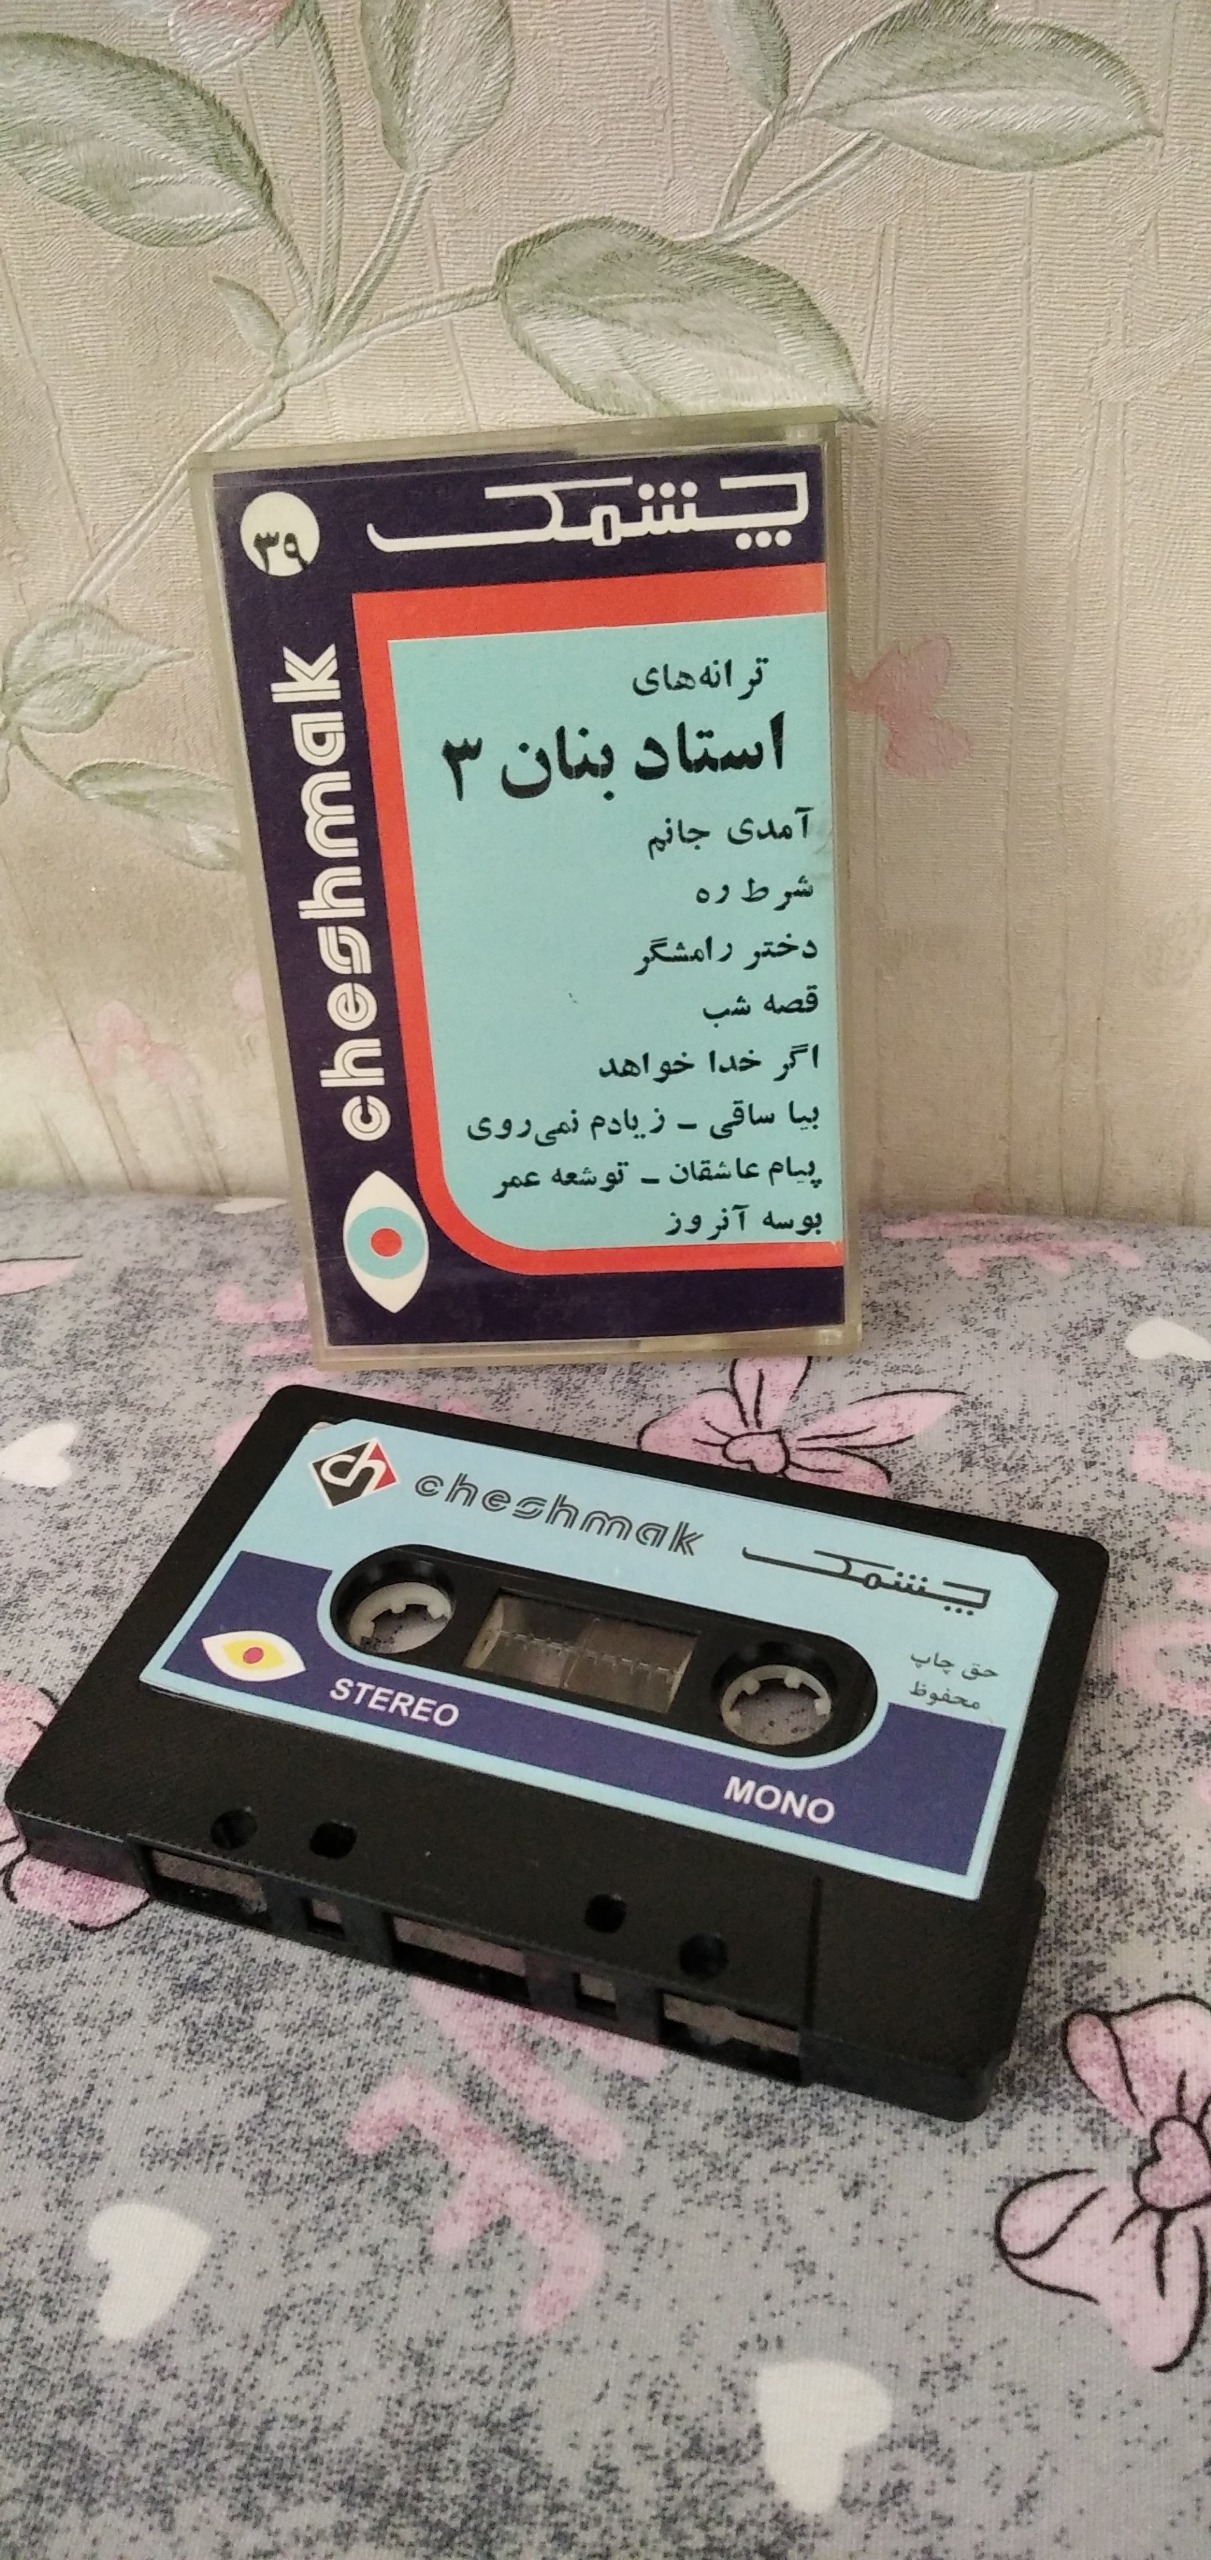 چشمک
۳۹
cheshmak
ترانه‌های
استاد بنان ۳
آمدی جانم
شرط ره
دختر رامشگر
قصه شب
اگر خدا خواهد
بیا ساقی ـ زیادم نمی‌روی
پیام عاشقان ـ توشعه عمر
بوسه آنروز
ch cheshmak
چشمک
حق چاپ
محفوظ
STEREO
MONO